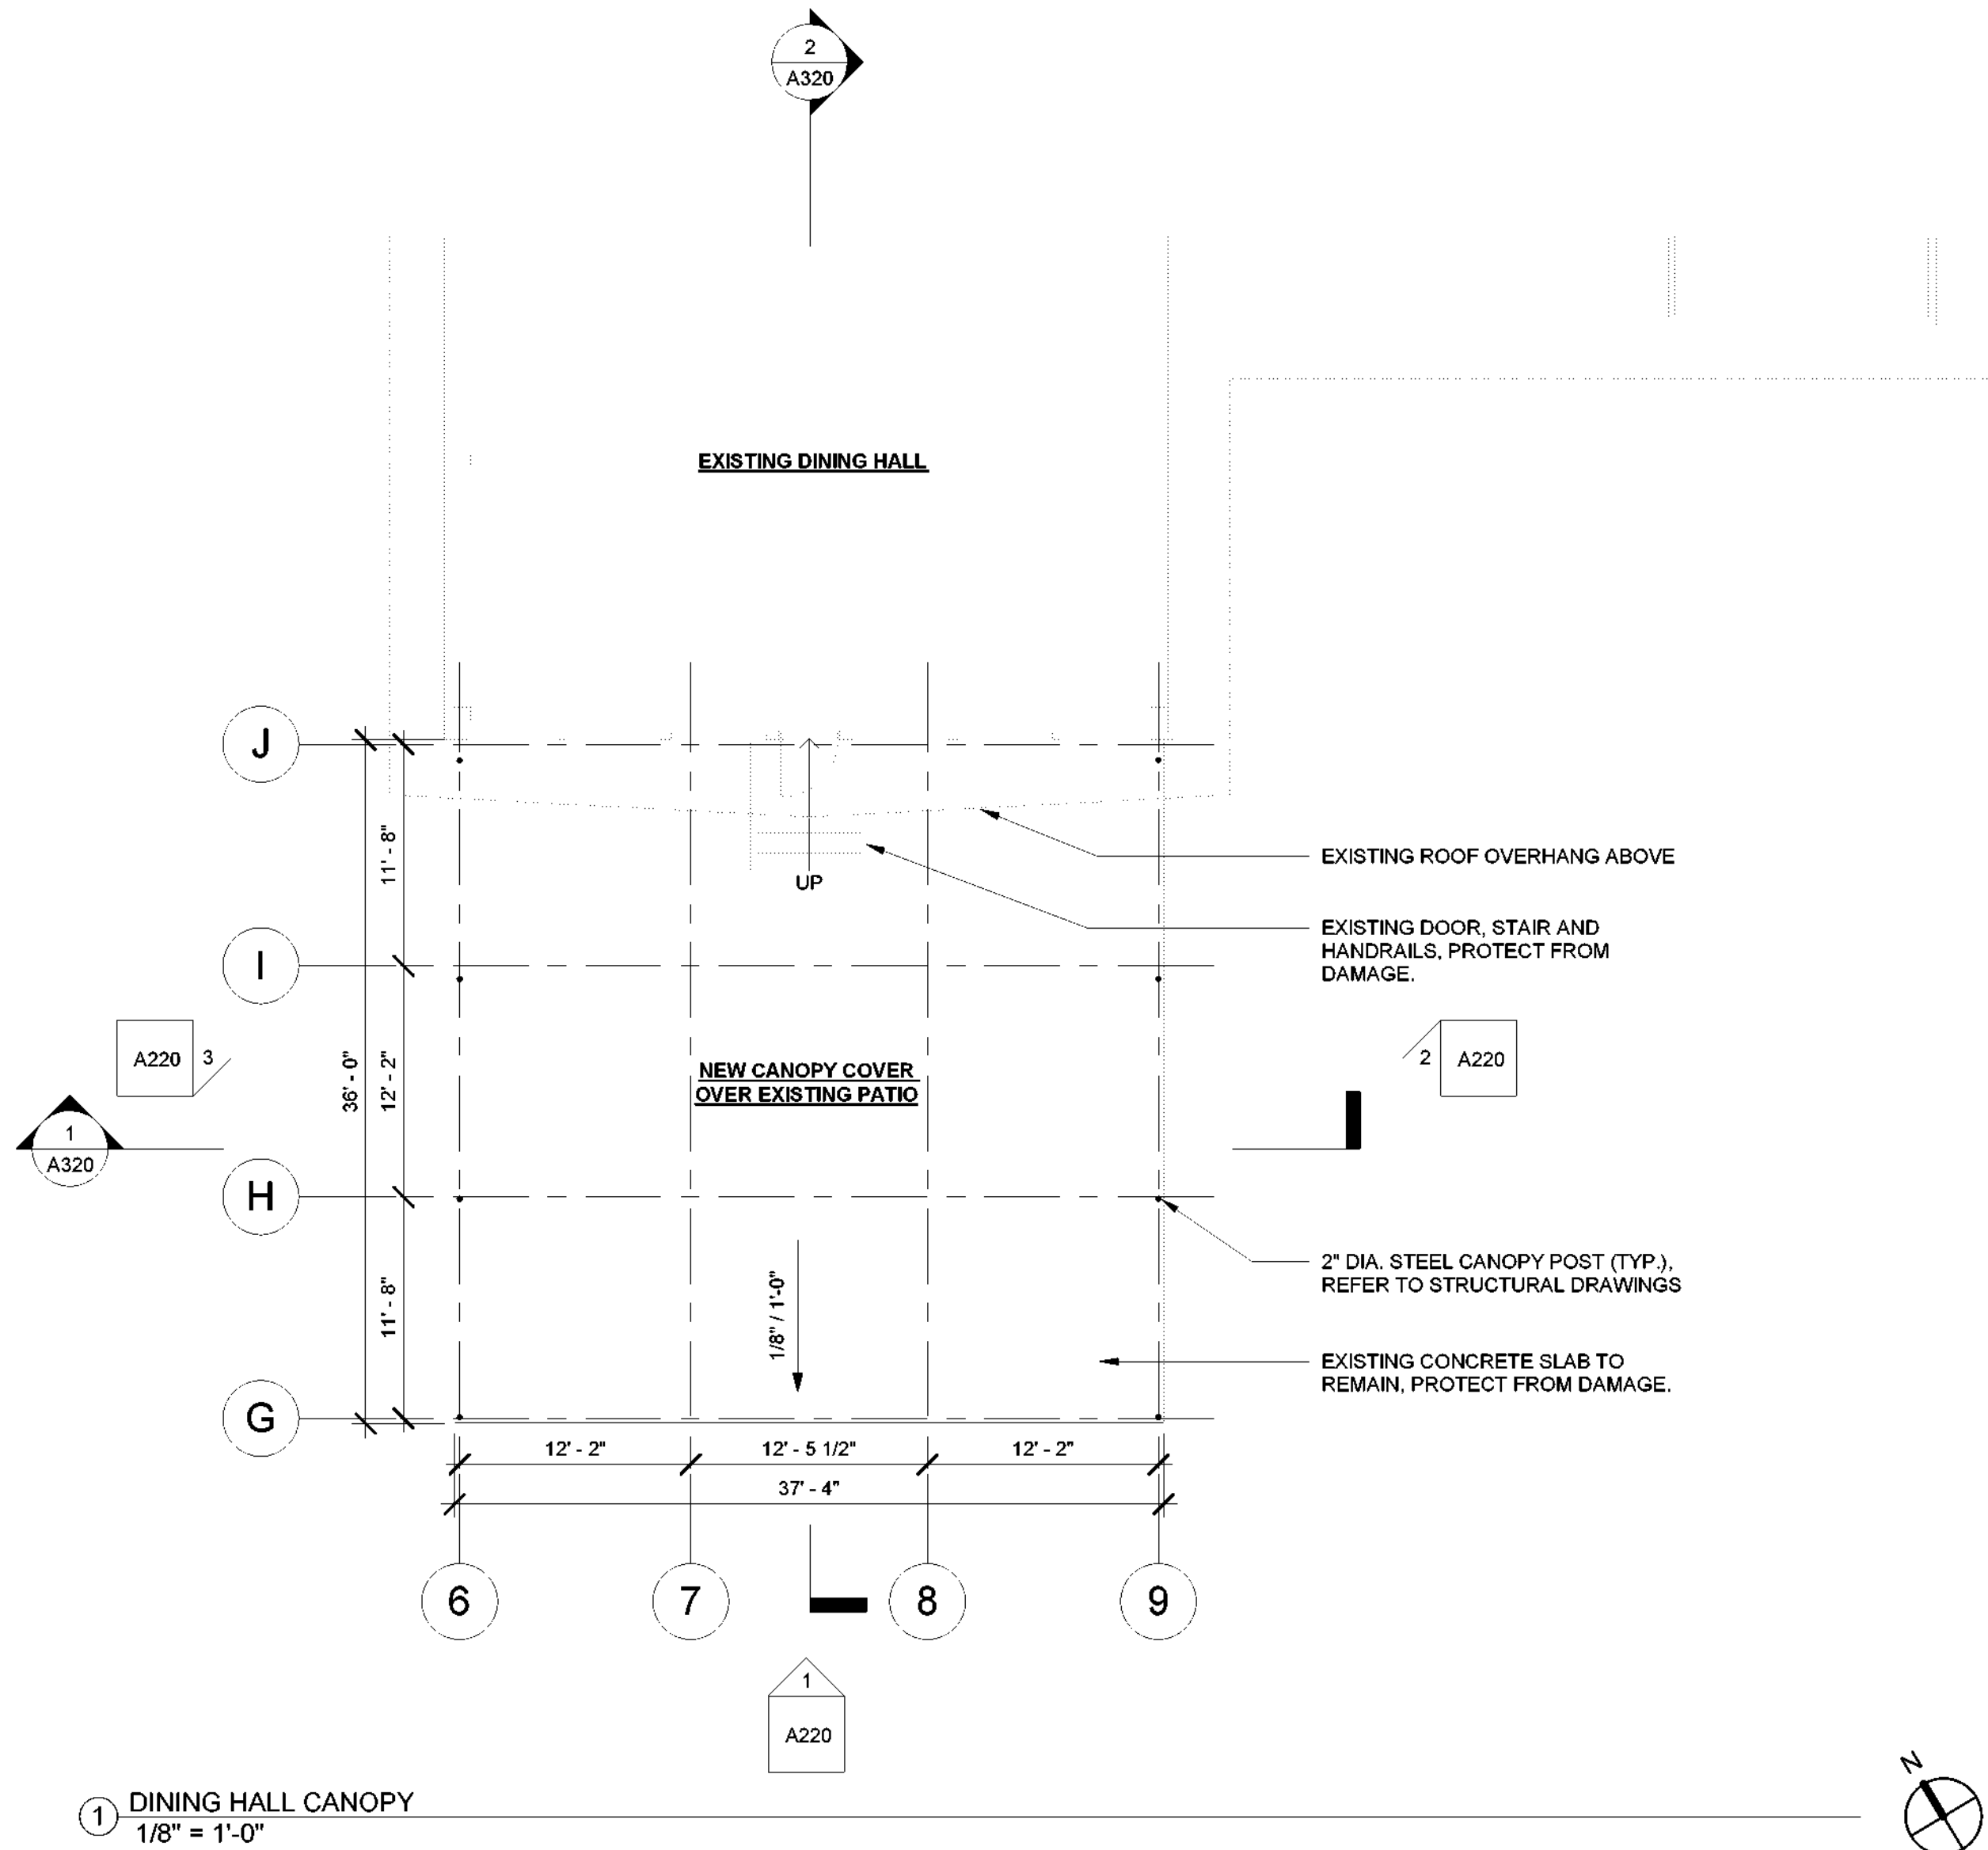 2
A320
EXISTING DINING HALL
J
11' - 8"
EXISTING ROOF OVERHANG ABOVE
UP
EXISTING DOOR, STAIR AND
HANDRAILS, PROTECT FROM
DAMAGE.
I
A220 3
36' - 0"
12' - 2"
NEW CANOPY COVER
OVER EXISTING PATIO
2 A220
1
A320
H
2" DIA. STEEL CANOPY POST (TYP.),
REFER TO STRUCTURAL DRAWINGS
11' - 8"
1/8" / 1'-0"
EXISTING CONCRETE SLAB TO
REMAIN, PROTECT FROM DAMAGE.
G
12' - 2" 12' - 5 1/2" 12' - 2"
37' - 4"
6 7 8 9
1
A220
N
1 DINING HALL CANOPY
1/8" = 1'-0"